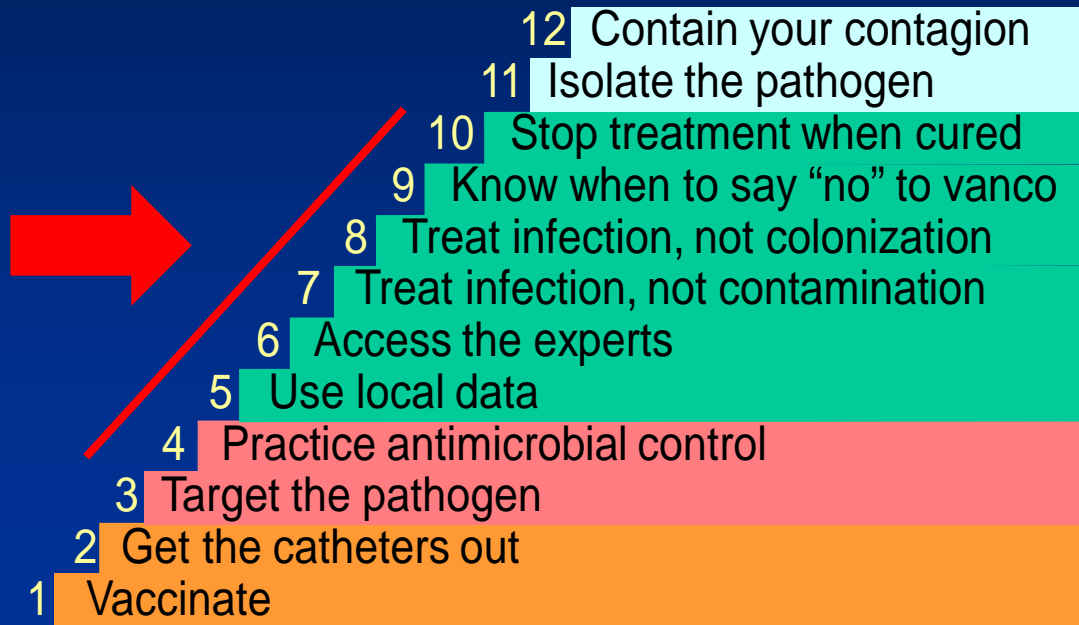 12 Contain your contagion
11 Isolate the pathogen
10 Stop treatment when cured
9 Know when to say “no” to vanco
8 Treat infection, not colonization
7 Treat infection, not contamination
6 Access the experts
5 Use local data
4 Practice antimicrobial control
3 Target the pathogen
2 Get the catheters out
1 Vaccinate